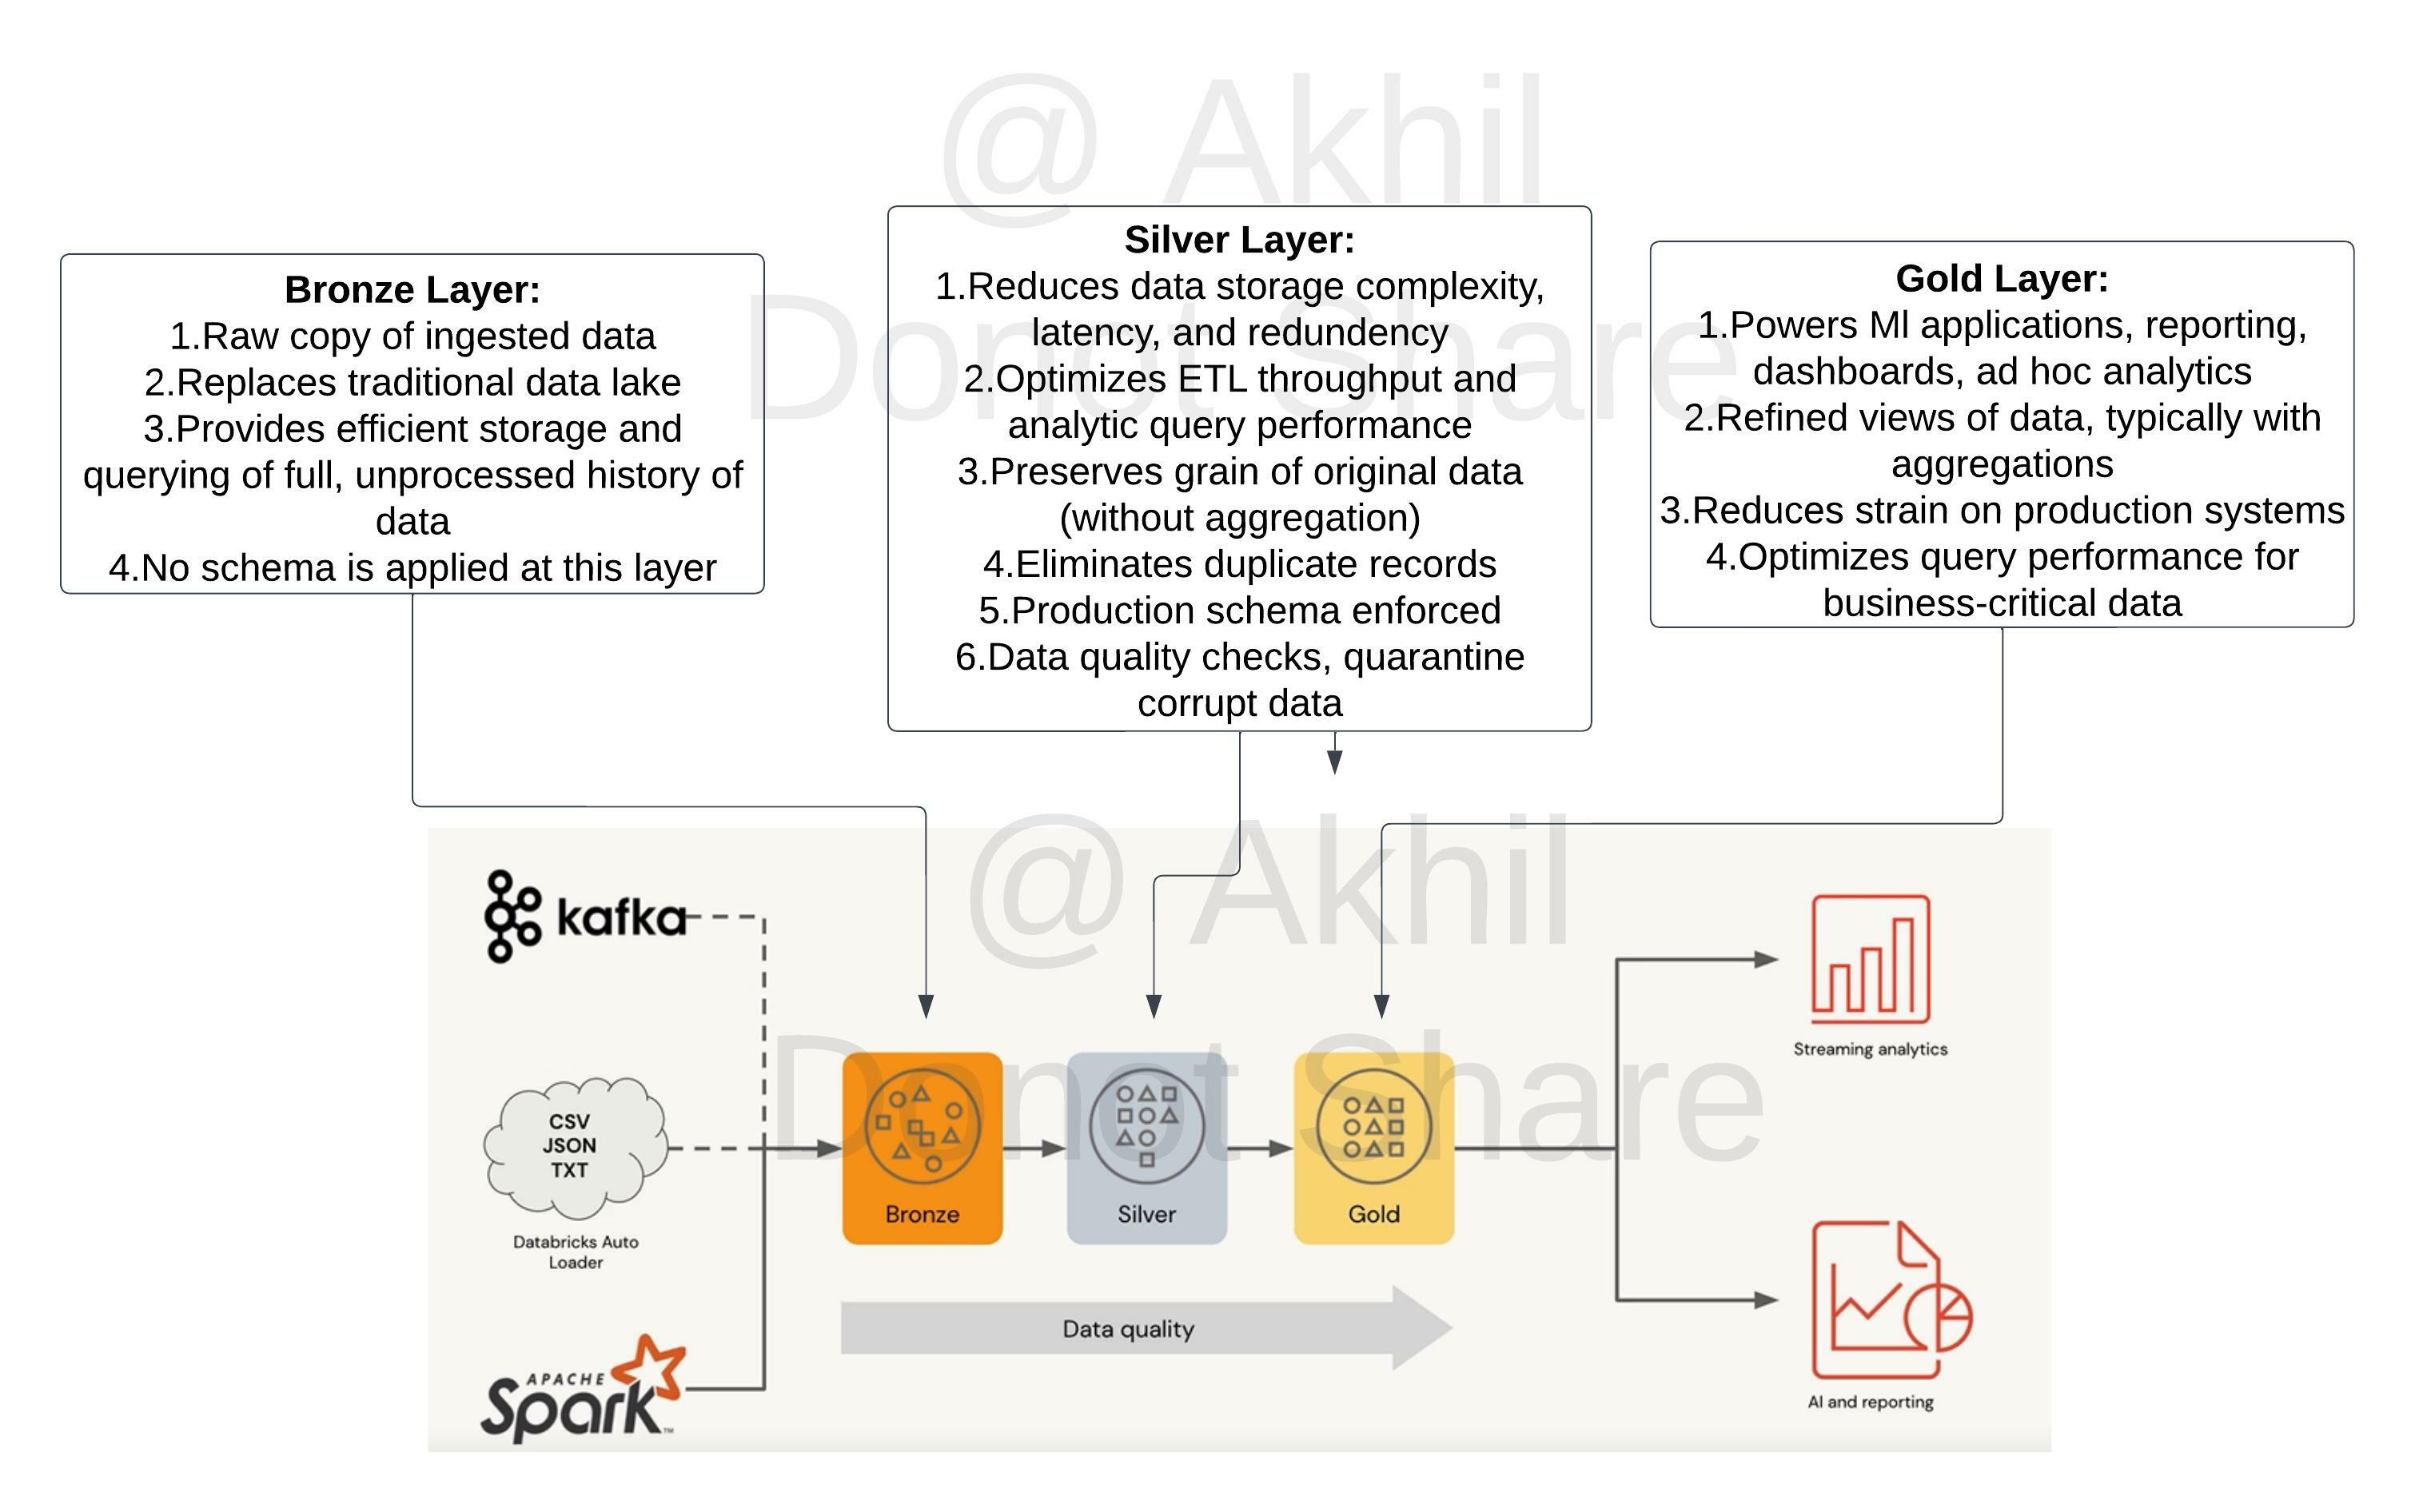 @ Akhil
Donot Share
Bronze Layer:
1.Raw copy of ingested data
2.Replaces traditional data lake
3.Provides efficient storage and
querying of full, unprocessed history of
data
4.No schema is applied at this layer
Silver Layer:
1.Reduces data storage complexity,
latency, and redundency
2.Optimizes ETL throughput and
analytic query performance
3.Preserves grain of original data
(without aggregation)
4.Eliminates duplicate records
5.Production schema enforced
6.Data quality checks, quarantine
corrupt data
Gold Layer:
1.Powers Ml applications, reporting,
dashboards, ad hoc analytics
2.Refined views of data, typically with
aggregations
3.Reduces strain on production systems
4.Optimizes query performance for
business-critical data
@ Akhil
Donot Share
kafka
CSV
JSON
TXT
Databricks Auto
Loader
APACHE
Spark™
Bronze
Silver
Gold
Data quality
Streaming analytics
AI and reporting